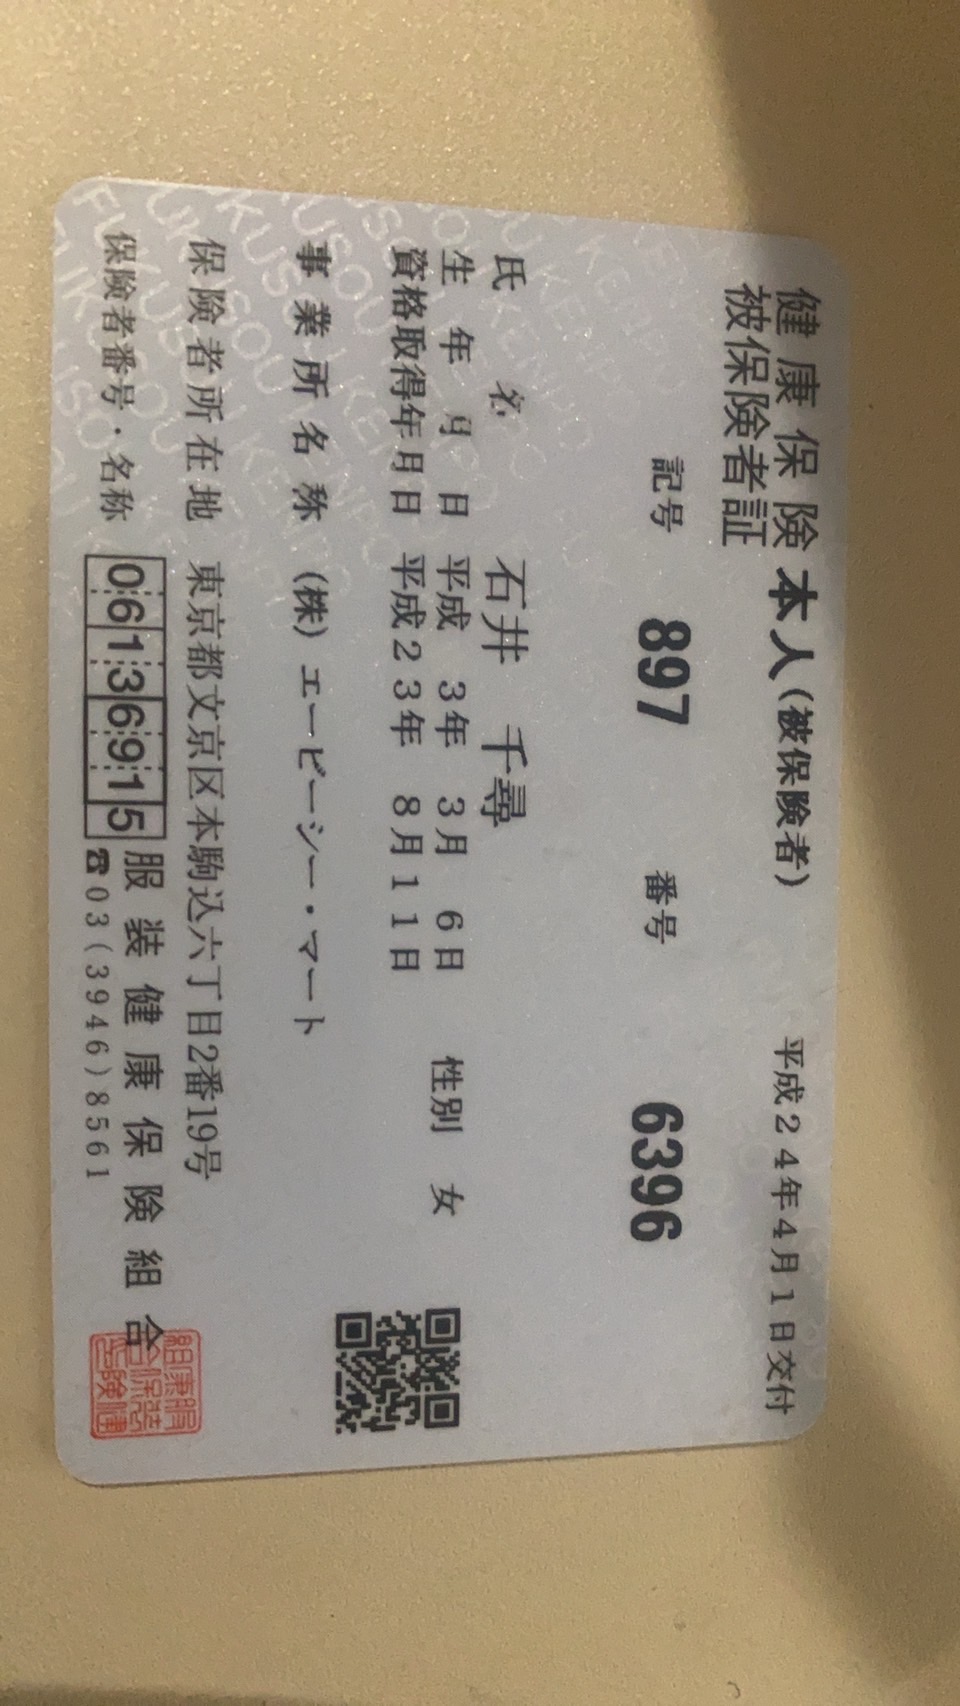 健康保険 本人(被保険者) 平成24年4月1日交付
被保険者証
記号 897 番号 6396
氏名 石井 千尋
生年月日 平成 3年 3月 6日 性別 女
資格取得年月日 平成23年 8月11日
事業所名称 (株)エービーシー・マート
保険者所在地 東京都文京区本駒込六丁目2番19号
保険者番号・名称 06136915 服装健康保険組合
☎03(3946)8561